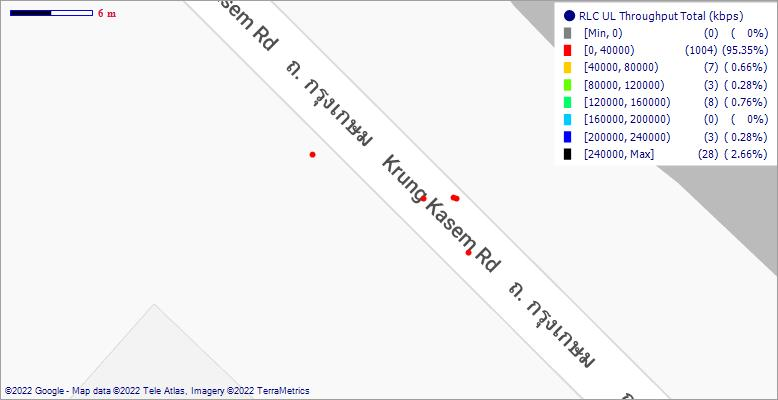 6 m
RLC UL Throughput Total (kbps)
[Min, 0) (0) ( 0%)
[0, 40000) (1004) (95.35%)
[40000, 80000) (7) ( 0.66%)
[80000, 120000) (3) ( 0.28%)
[120000, 160000) (8) ( 0.76%)
[160000, 200000) (0) ( 0%)
[200000, 240000) (3) ( 0.28%)
[240000, Max] (28) ( 2.66%)
sem Rd
ถ. กรุงเกษม
Krung Kasem Rd
ถ. กรุงเกษม
©2022 Google - Map data ©2022 Tele Atlas, Imagery ©2022 TerraMetrics